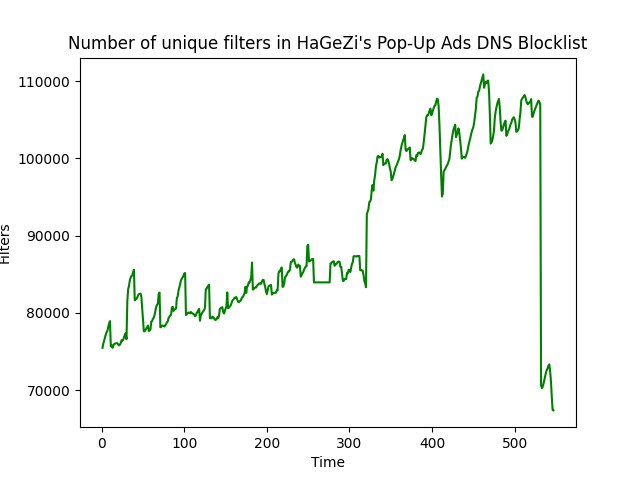 Number of unique filters in HaGeZi's Pop-Up Ads DNS Blocklist
110000
100000
90000
80000
70000
Filters
0 100 200 300 400 500
Time